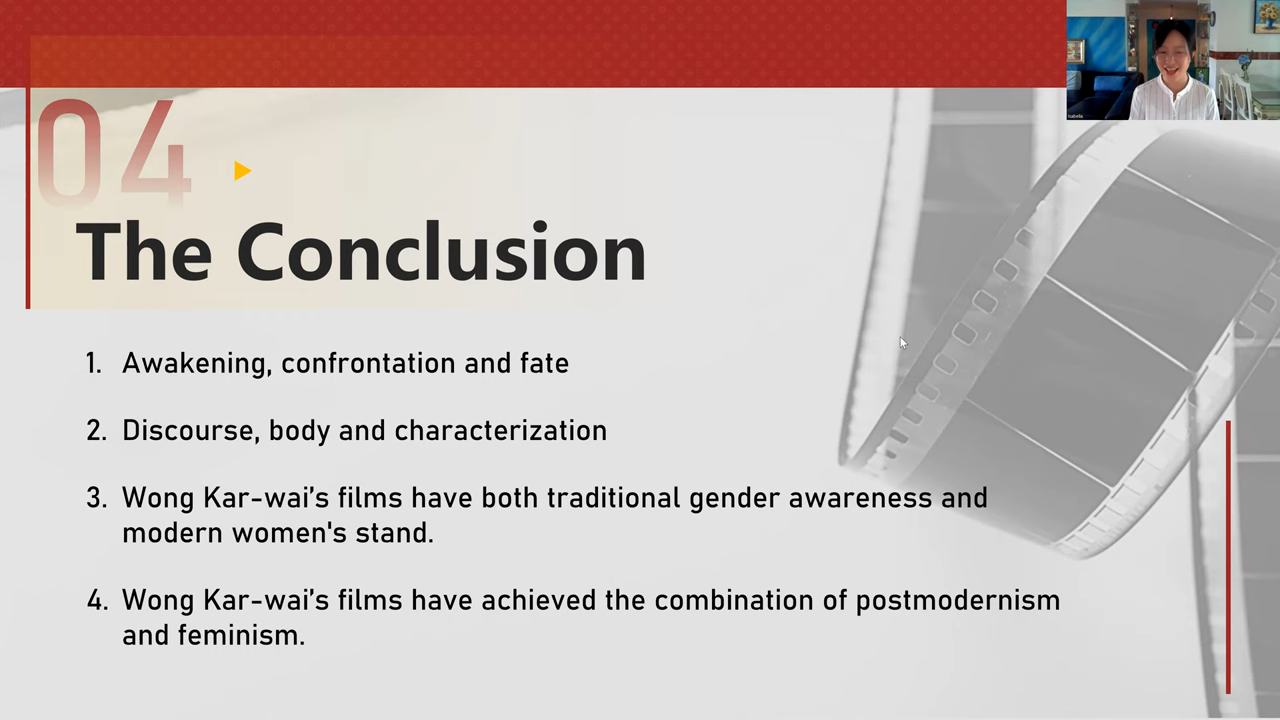 Isabela
04
The Conclusion
1. Awakening, confrontation and fate
2. Discourse, body and characterization
3. Wong Kar-wai’s films have both traditional gender awareness and
modern women's stand.
4. Wong Kar-wai’s films have achieved the combination of postmodernism
and feminism.